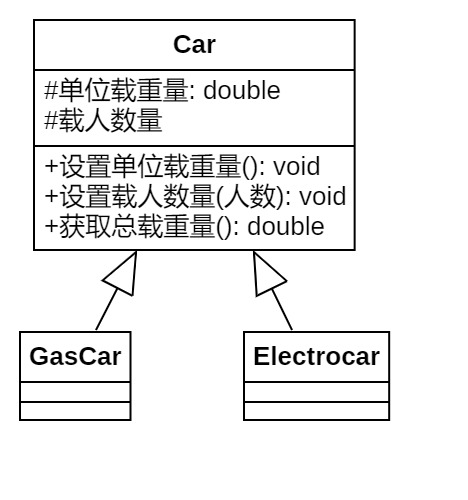 Car
#单位载重量: double
#载人数量
+设置单位载重量(): void
+设置载人数量(人数): void
+获取总载重量(): double
GasCar
Electrocar